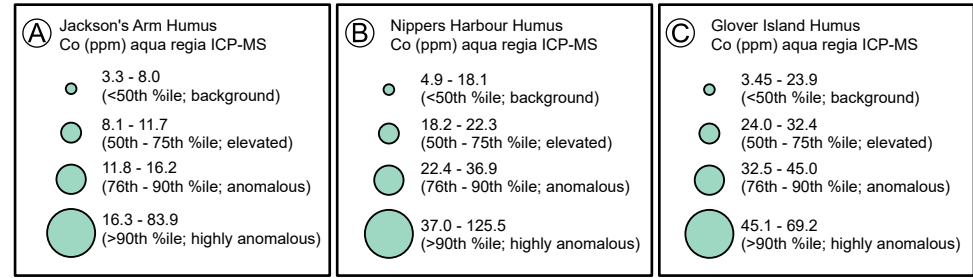 A
Jackson's Arm Humus
Co (ppm) aqua regia ICP-MS
3.3 - 8.0
(<50th %ile; background)
8.1 - 11.7
(50th - 75th %ile; elevated)
11.8 - 16.2
(76th - 90th %ile; anomalous)
16.3 - 83.9
(>90th %ile; highly anomalous)
B
Nippers Harbour Humus
Co (ppm) aqua regia ICP-MS
4.9 - 18.1
(<50th %ile; background)
18.2 - 22.3
(50th - 75th %ile; elevated)
22.4 - 36.9
(76th - 90th %ile; anomalous)
37.0 - 125.5
(>90th %ile; highly anomalous)
C
Glover Island Humus
Co (ppm) aqua regia ICP-MS
3.45 - 23.9
(<50th %ile; background)
24.0 - 32.4
(50th - 75th %ile; elevated)
32.5 - 45.0
(76th - 90th %ile; anomalous)
45.1 - 69.2
(>90th %ile; highly anomalous)